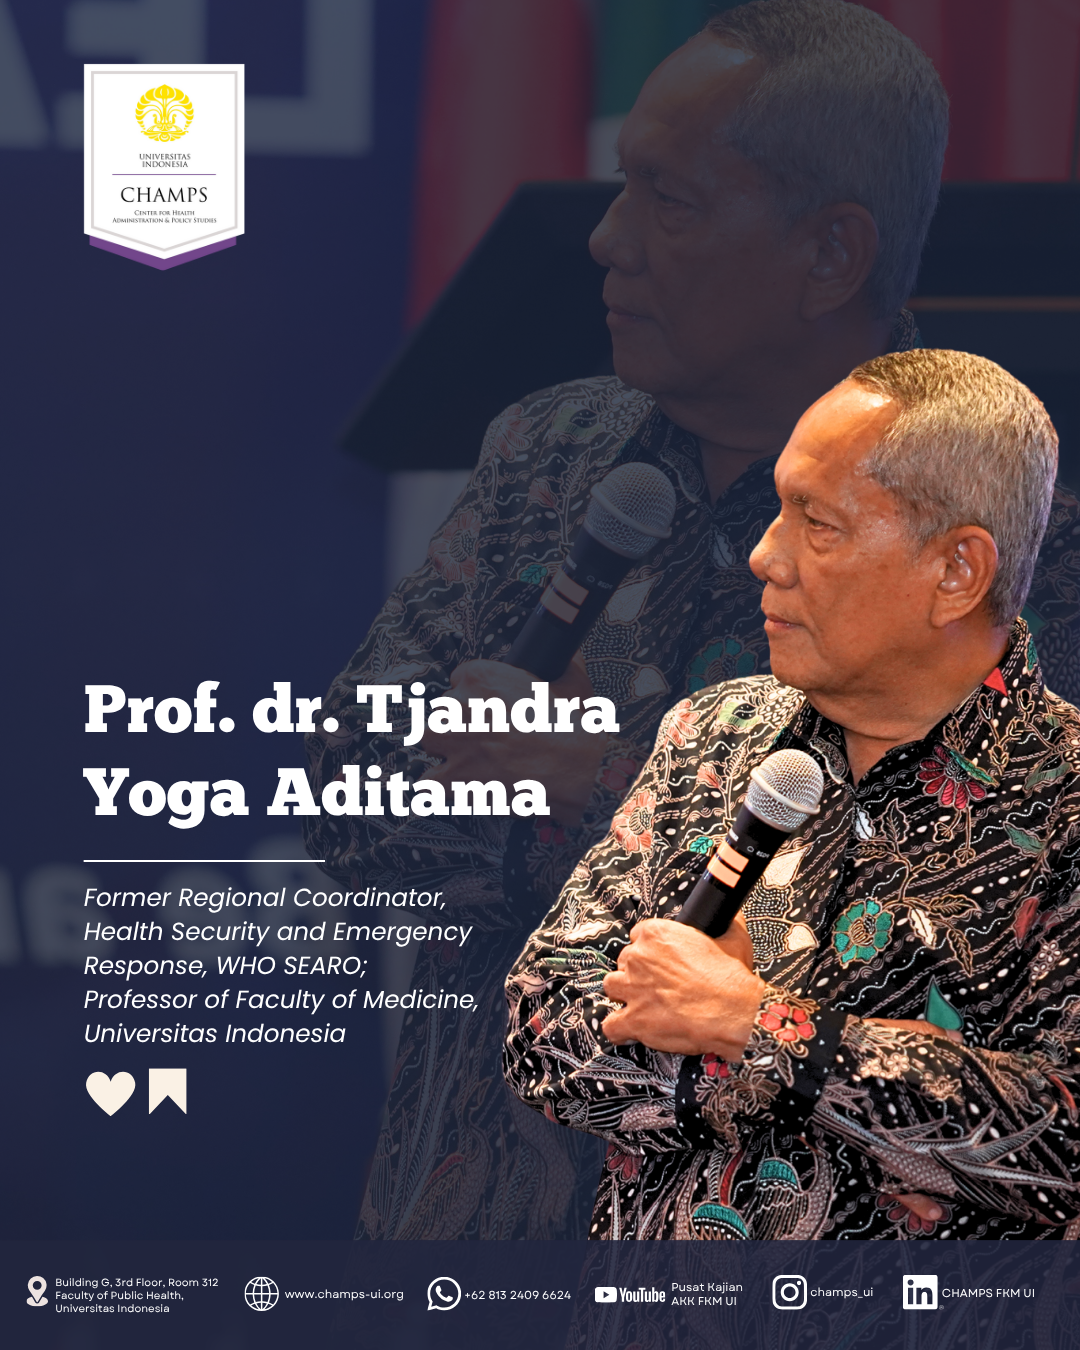 UNIVERSITAS
INDONESIA
CHAMPS
CENTER FOR HEALTH
ADMINISTRATION & POLICY STUDIES
Prof. dr. Tjandra
Yoga Aditama
Former Regional Coordinator,
Health Security and Emergency
Response, WHO SEARO;
Professor of Faculty of Medicine,
Universitas Indonesia
Building G, 3rd Floor, Room 312
Faculty of Public Health,
Universitas Indonesia
www.champs-ui.org
+62 813 2409 6624
YouTube
Pusat Kajian
AKK FKM UI
champs_ui
in
CHAMPS FKM UI